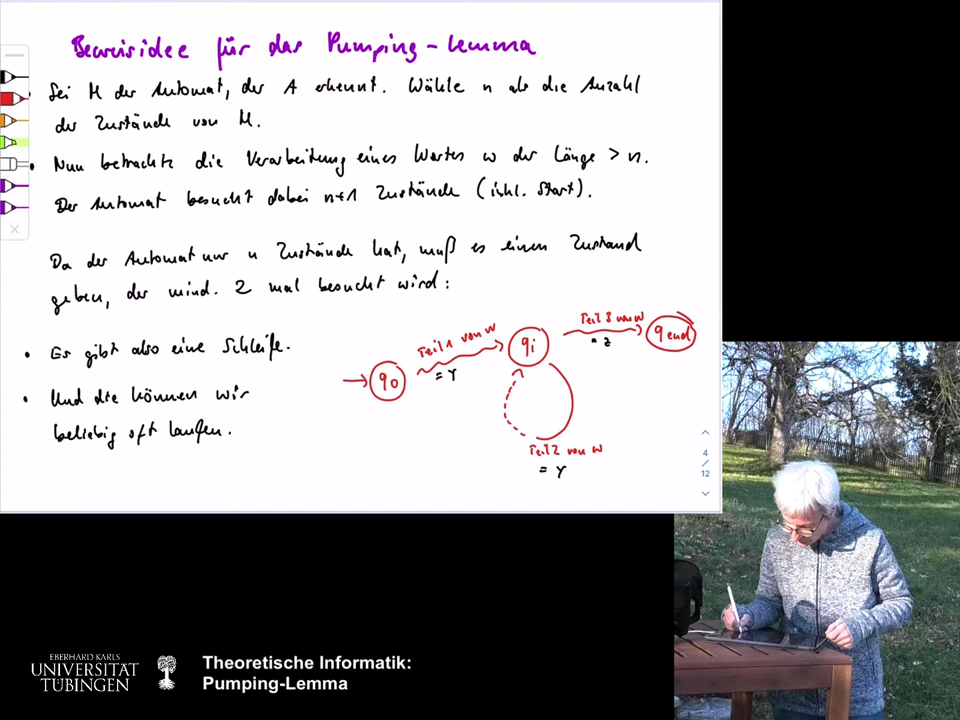 Beweisidee für das Pumping-Lemma
Sei M der Automat, der A erkennt. Wähle n als die Anzahl
der Zustände von M.
Nun betrachte die Verarbeitung eines Wortes w der Länge > n.
Der Automat besucht dabei n+1 Zustände (inkl. Start).
Da der Automat nur n Zustände hat, muß es einen Zustand
geben, der mind. 2 mal besucht wird:
• Es gibt also eine Schleife.
• Und die können wir
beliebig oft laufen.
q0
Teil 1 von w
= Y
qi
Teil 3 von w
= z
q end
Teil 2 von w
= Y
4
/
12
EBERHARD KARLS
UNIVERSITÄT
TÜBINGEN
Theoretische Informatik:
Pumping-Lemma